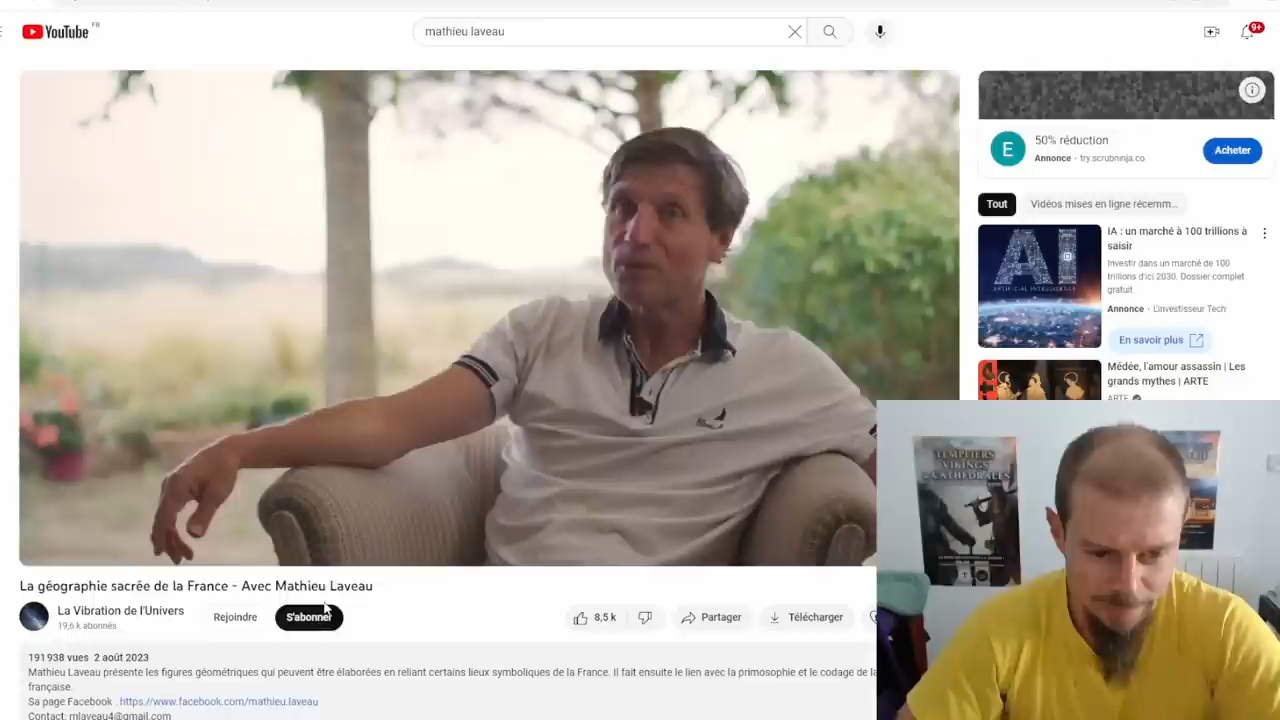 YouTube FR
mathieu laveau
9+
50% réduction
E
Annonce · try.scrubninja.co
Acheter
Tout
Vidéos mises en ligne récemm...
IA : un marché à 100 trillions à
saisir
Investir dans un marché de 100
trillions d'ici 2030. Dossier complet
gratuit
Annonce · L'investisseur Tech
En savoir plus
AI
ARTIFICIAL INTELLIGENCE
Médée, l'amour assassin | Les
grands mythes | ARTE
ARTE
TEMPLIERS
VIKINGS
& CATHÉDRALES
La géographie sacrée de la France - Avec Mathieu Laveau
La Vibration de l'Univers
19,6 k abonnés
Rejoindre
S'abonner
8,5 k
Partager
Télécharger
191 938 vues 2 août 2023
Mathieu Laveau présente les figures géométriques qui peuvent être élaborées en reliant certains lieux symboliques de la France. Il fait ensuite le lien avec la primosophie et le codage de la
française.
Sa page Facebook . https://www.facebook.com/mathieu.laveau
Contact: mlaveau4@gmail.com